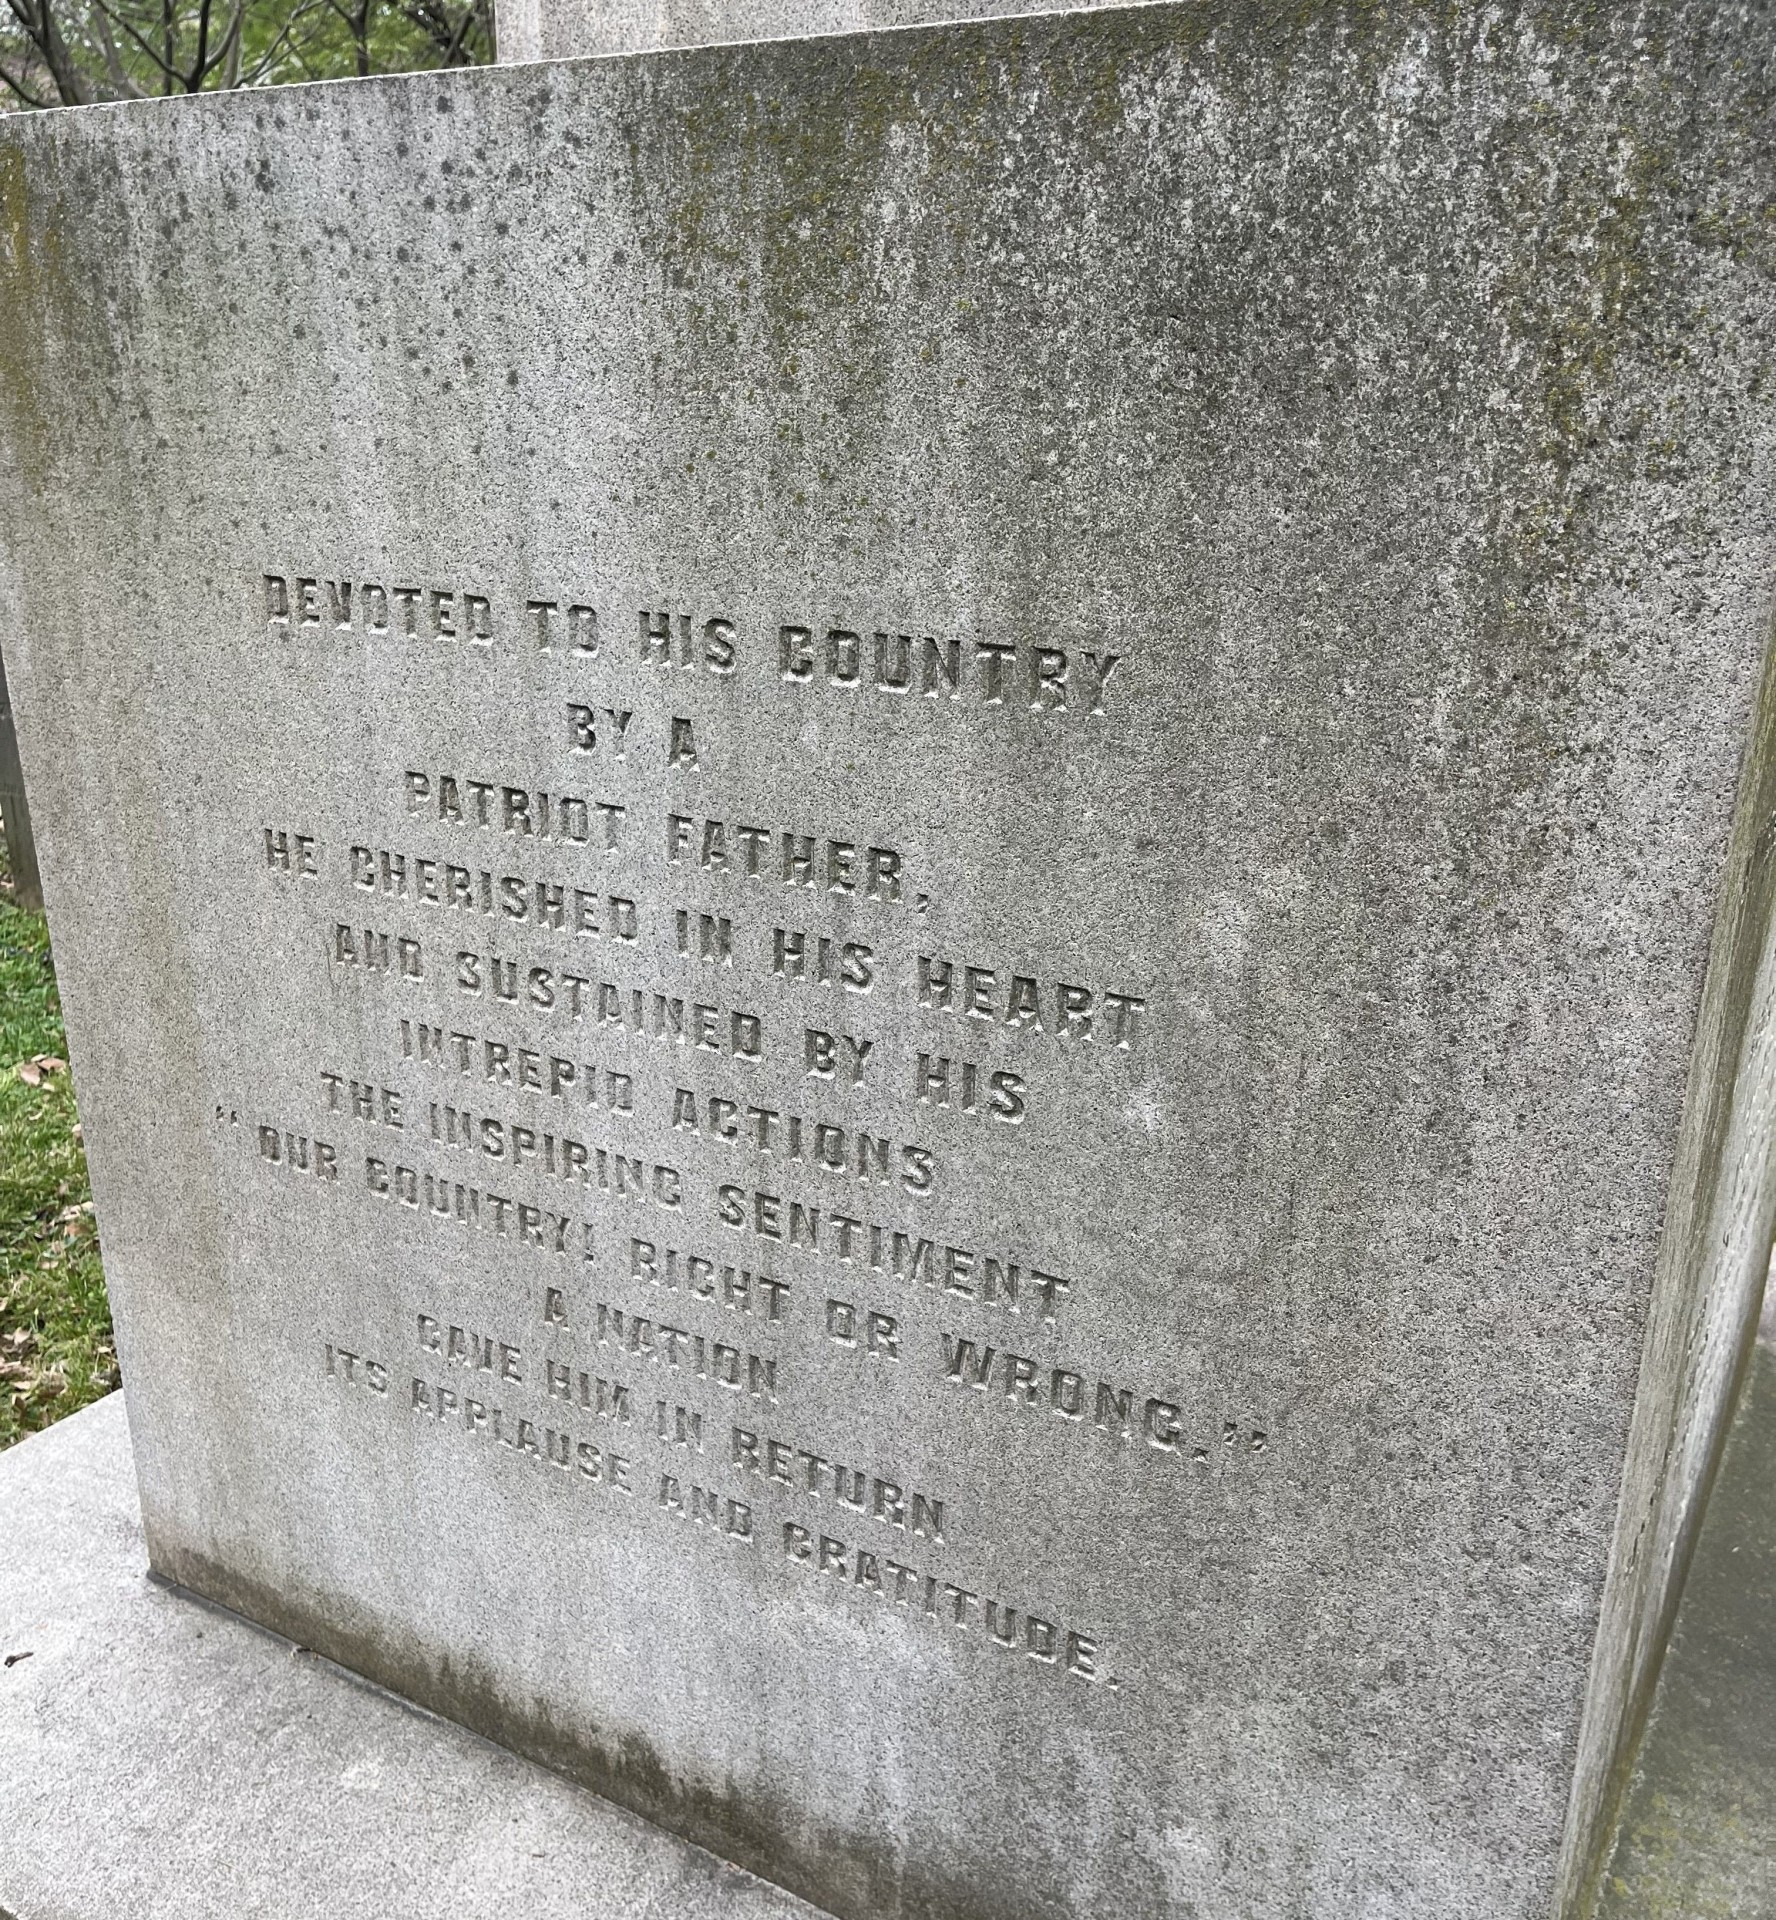 DEVOTED TO HIS COUNTRY
BY A
PATRIOT FATHER,
HE CHERISHED IN HIS HEART
AND SUSTAINED BY HIS
INTREPID ACTIONS
THE INSPIRING SENTIMENT
“OUR COUNTRY! RIGHT OR WRONG.”
A NATION
GAVE HIM IN RETURN
ITS APPLAUSE AND GRATITUDE.